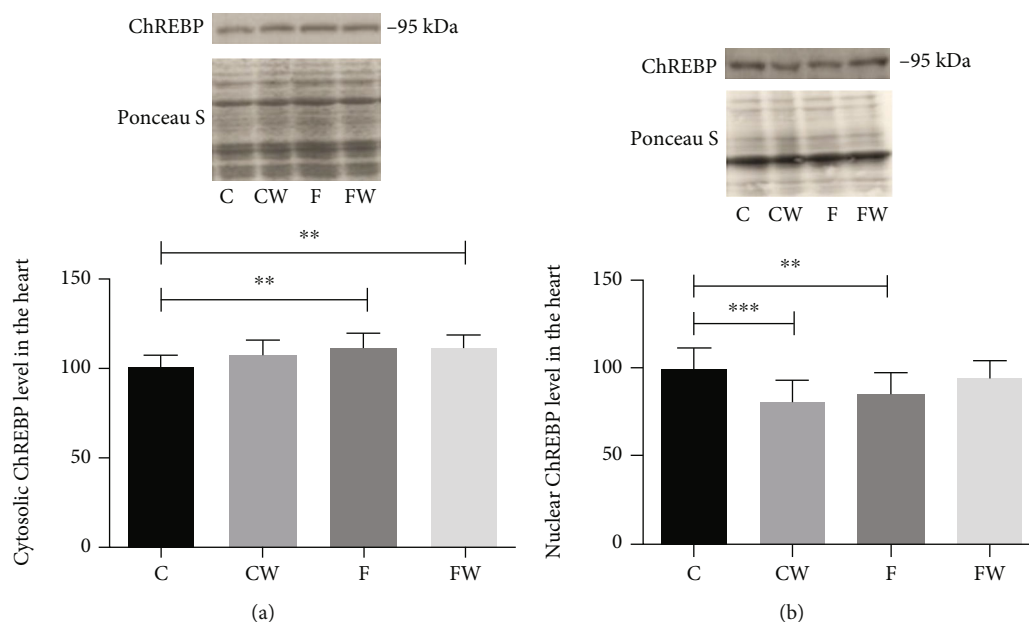 ChREBP
–95 kDa
Ponceau S
C CW F FW
**
**
150
100
50
0
Cytosolic ChREBP level in the heart
C CW F FW
(a)
ChREBP
–95 kDa
Ponceau S
C CW F FW
**
***
150
100
50
0
Nuclear ChREBP level in the heart
C CW F FW
(b)